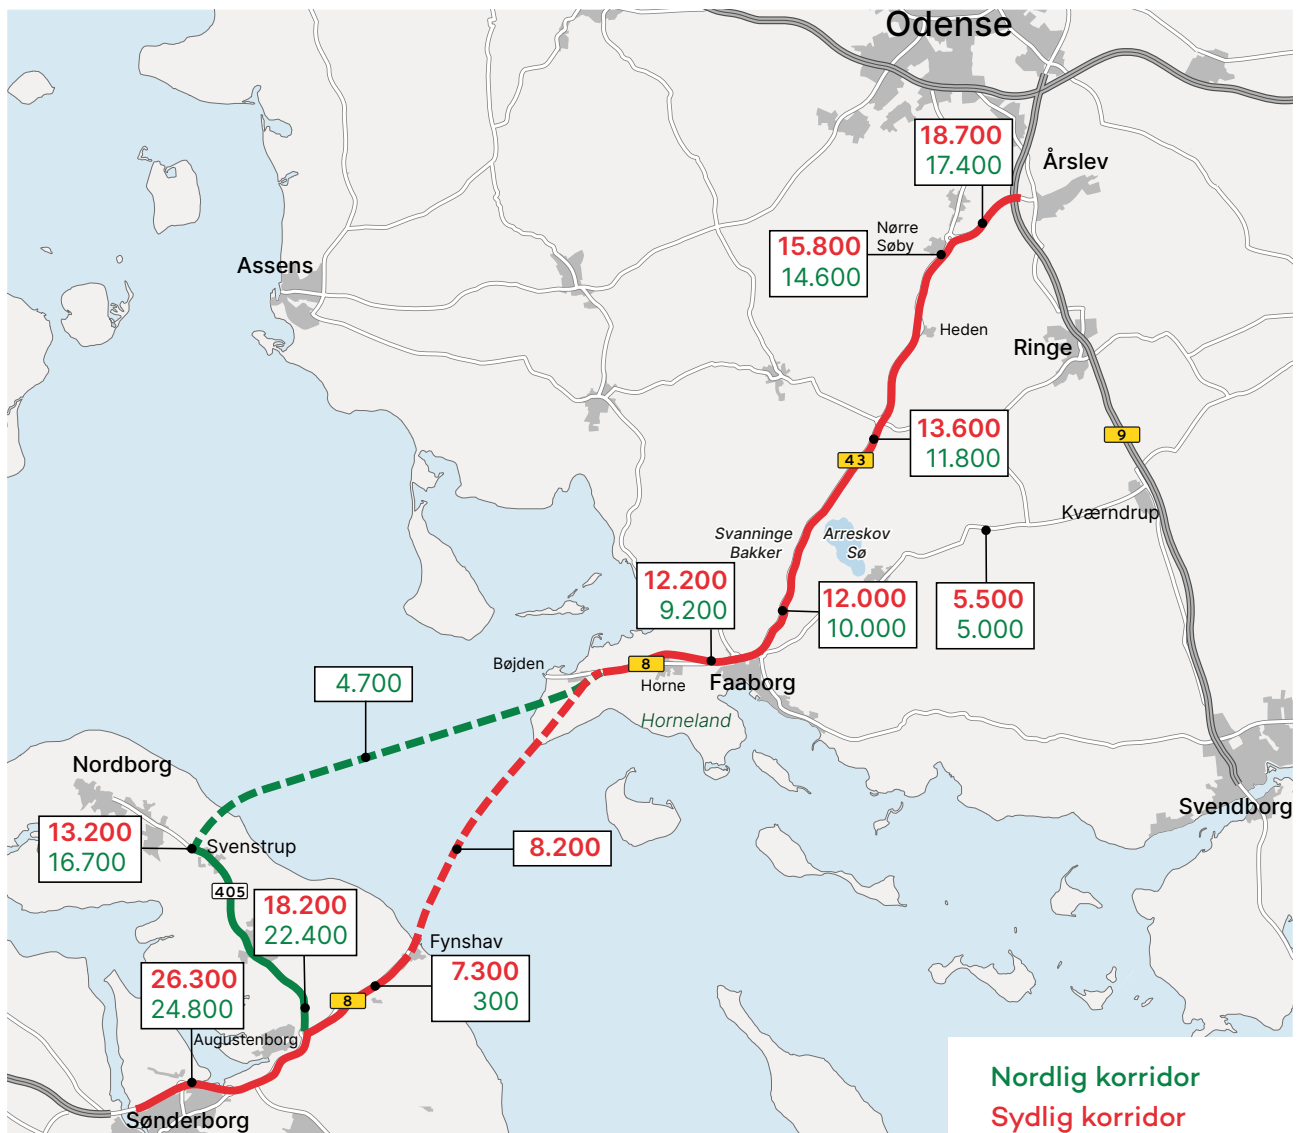 Odense
18.700
17.400
Årslev
Nørre
Søby
15.800
14.600
Assens
Heden
Ringe
13.600
11.800
9
43
Kværndrup
Svanninge
Bakker
Arreskov
Sø
12.200
9.200
12.000
10.000
5.500
5.000
Bøjden
8
Horne
Faaborg
4.700
Horneland
Nordborg
Svendborg
13.200
16.700
Svenstrup
8.200
405
18.200
22.400
Fynshav
26.300
24.800
7.300
300
8
Augustenborg
Sønderborg
Nordlig korridor
Sydlig korridor